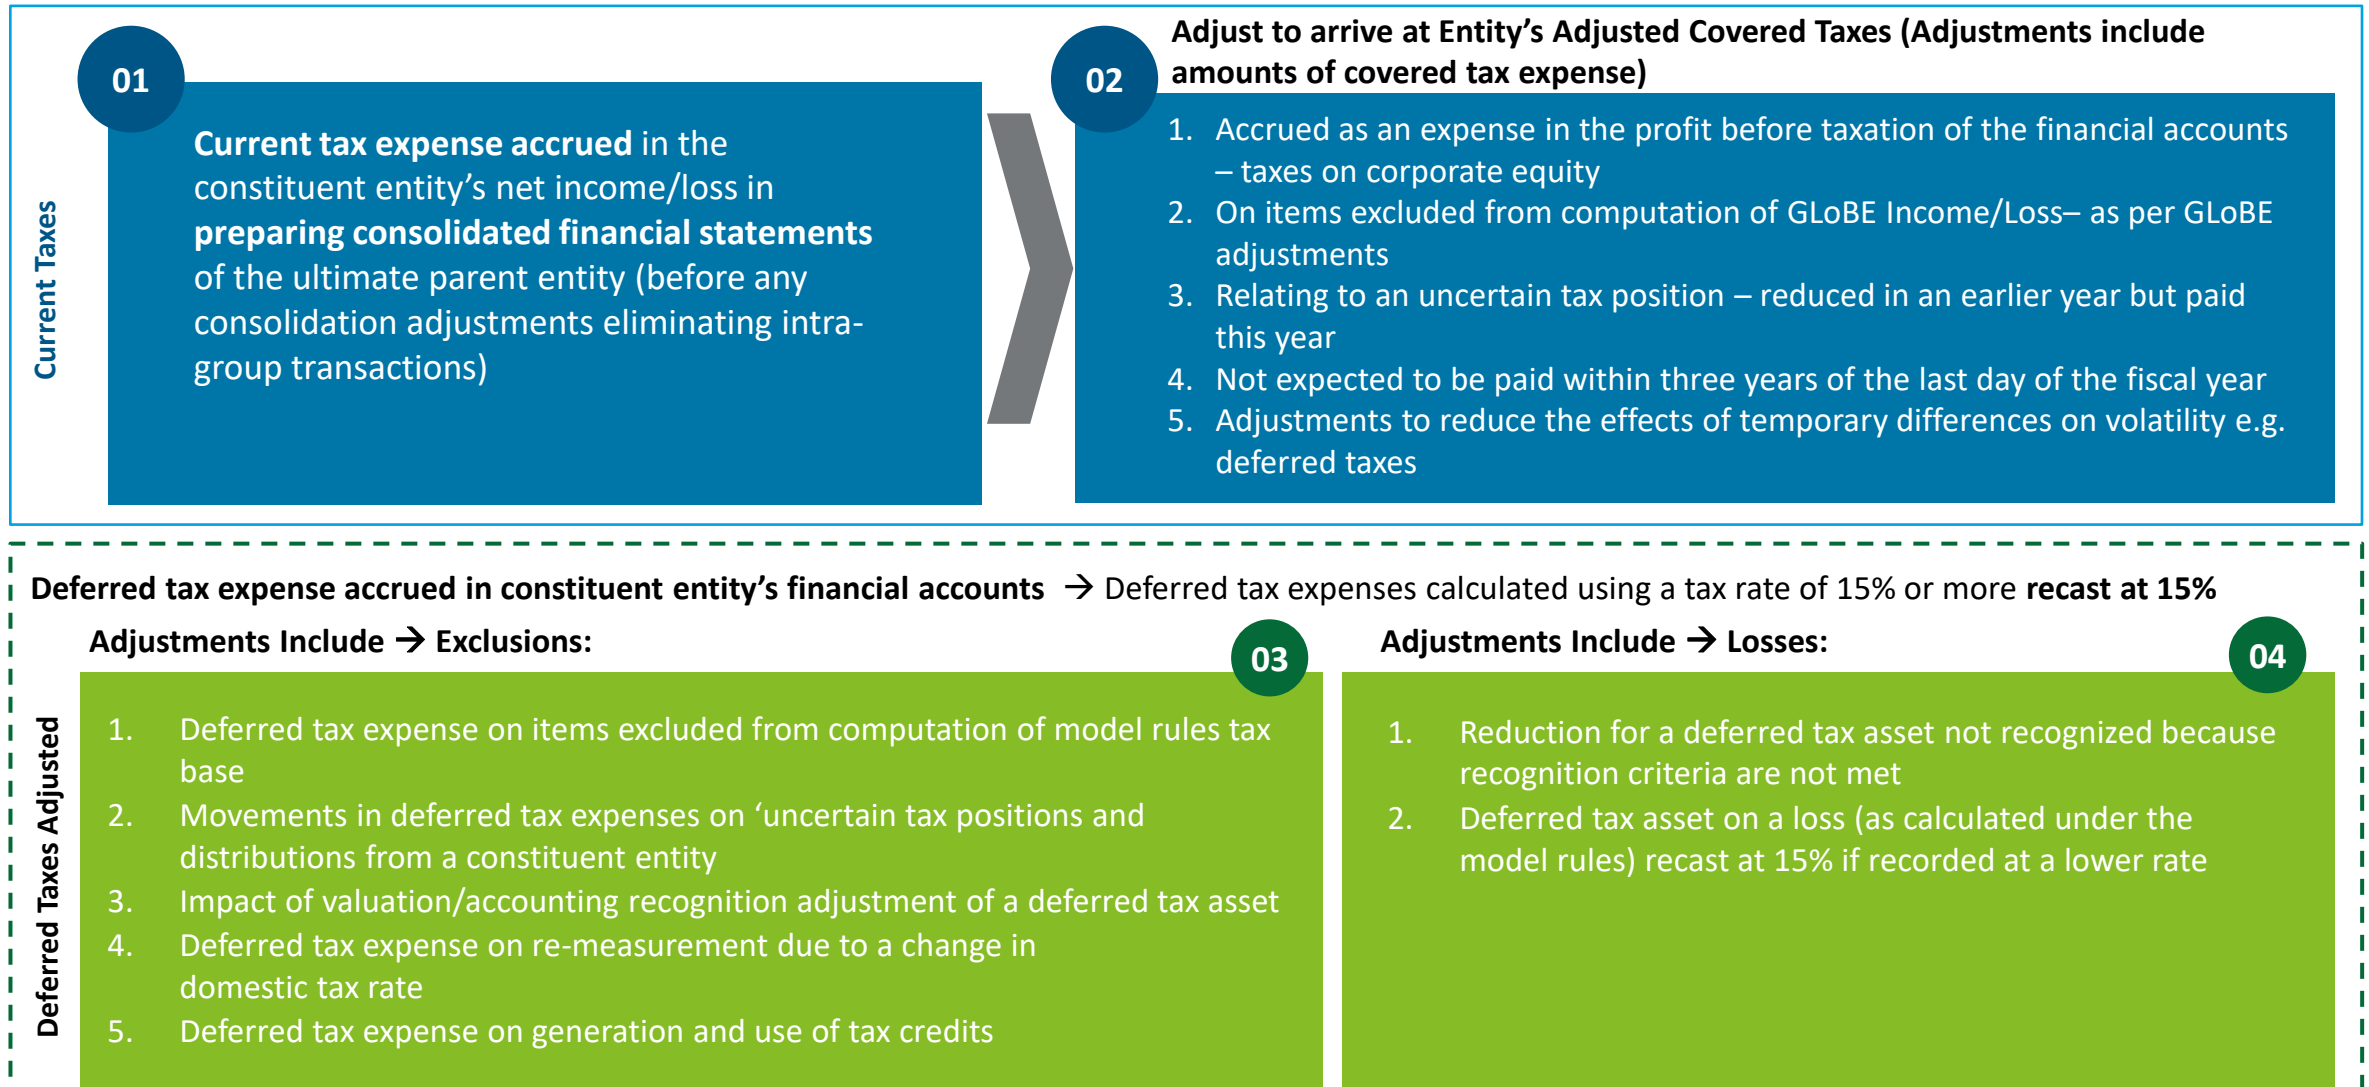 01
Current tax expense accrued in the
constituent entity’s net income/loss in
preparing consolidated financial statements
of the ultimate parent entity (before any
consolidation adjustments eliminating intra-
group transactions)
Current Taxes
02
Adjust to arrive at Entity’s Adjusted Covered Taxes (Adjustments include
amounts of covered tax expense)
1. Accrued as an expense in the profit before taxation of the financial accounts
– taxes on corporate equity
2. On items excluded from computation of GLoBE Income/Loss– as per GLoBE
adjustments
3. Relating to an uncertain tax position – reduced in an earlier year but paid
this year
4. Not expected to be paid within three years of the last day of the fiscal year
5. Adjustments to reduce the effects of temporary differences on volatility e.g.
deferred taxes
Deferred tax expense accrued in constituent entity’s financial accounts → Deferred tax expenses calculated using a tax rate of 15% or more recast at 15%
Deferred Taxes Adjusted
Adjustments Include → Exclusions:
03
1. Deferred tax expense on items excluded from computation of model rules tax
base
2. Movements in deferred tax expenses on ‘uncertain tax positions and
distributions from a constituent entity
3. Impact of valuation/accounting recognition adjustment of a deferred tax asset
4. Deferred tax expense on re-measurement due to a change in
domestic tax rate
5. Deferred tax expense on generation and use of tax credits
Adjustments Include → Losses:
04
1. Reduction for a deferred tax asset not recognized because
recognition criteria are not met
2. Deferred tax asset on a loss (as calculated under the
model rules) recast at 15% if recorded at a lower rate